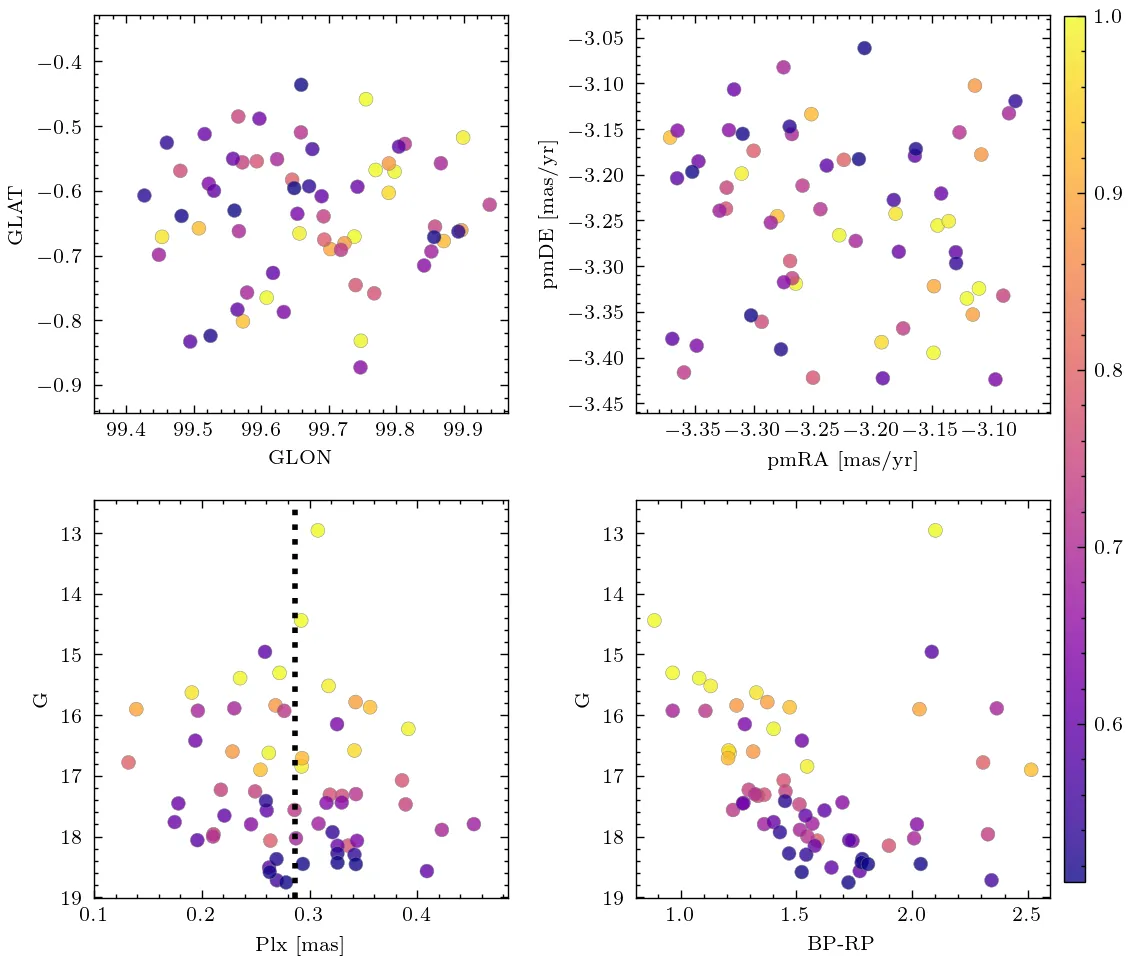 −0.4
−0.5
−0.6
−0.7
−0.8
−0.9
GLAT
99.4 99.5 99.6 99.7 99.8 99.9
GLON
−3.05
−3.10
−3.15
−3.20
−3.25
−3.30
−3.35
−3.40
−3.45
pmDE [mas/yr]
−3.35 −3.30 −3.25 −3.20 −3.15 −3.10
pmRA [mas/yr]
13
14
15
16
17
18
19
G
0.1 0.2 0.3 0.4
Plx [mas]
13
14
15
16
17
18
19
G
1.0 1.5 2.0 2.5
BP-RP
1.0
0.9
0.8
0.7
0.6